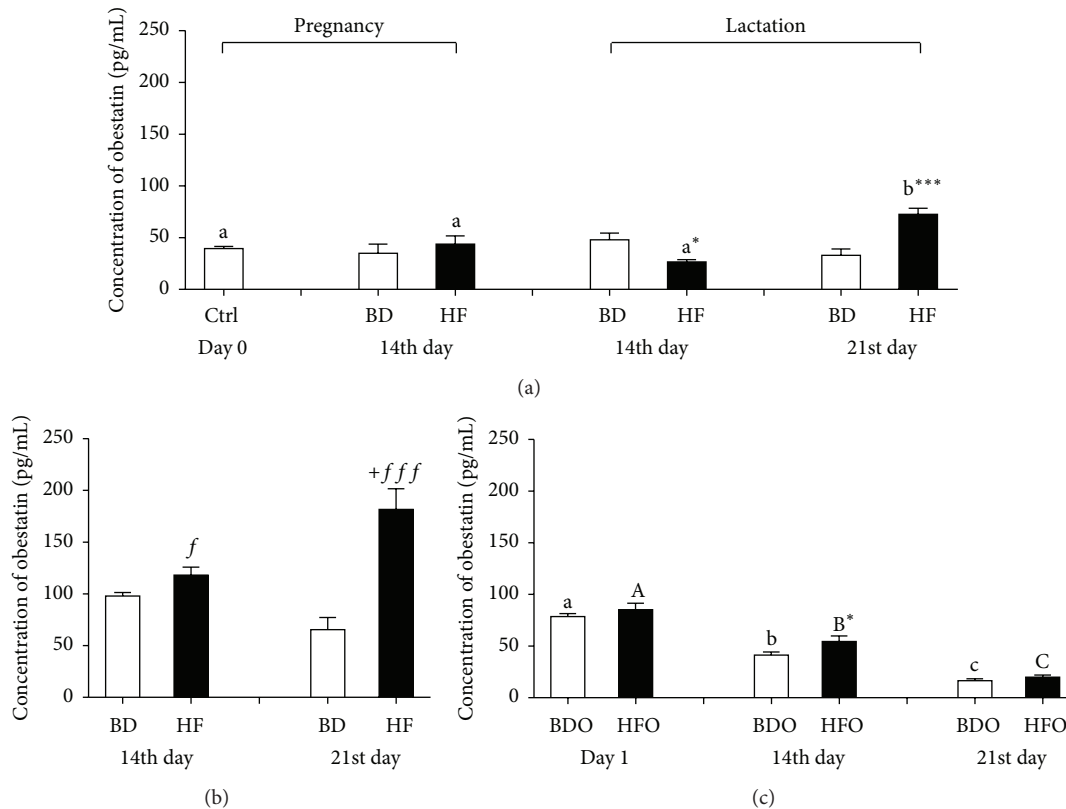 Concentration of obestatin (pg/mL)
250
200
150
100
50
0
Pregnancy
Lactation
a
a
a*
b***
Ctrl
BD
HF
BD
HF
BD
HF
Day 0
14th day
14th day
21st day
(a)
Concentration of obestatin (pg/mL)
250
200
150
100
50
0
f
+fff
BD
HF
BD
HF
14th day
21st day
(b)
Concentration of obestatin (pg/mL)
250
200
150
100
50
0
a
A
b
B*
c
C
BDO
HFO
BDO
HFO
BDO
HFO
Day 1
14th day
21st day
(c)